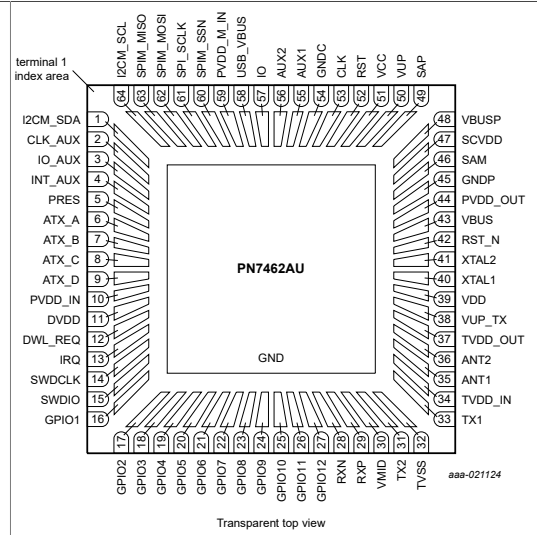 terminal 1
index area
64 I2CM_SCL
63 SPIM_MISO
62 SPIM_MOSI
61 SPI_SCLK
60 SPIM_SSN
59 PVDD_M_IN
58 USB_VBUS
57 IO
56 AUX2
55 AUX1
54 GNDC
53 CLK
52 RST
51 VCC
50 VUP
49 SAP
I2CM_SDA 1
CLK_AUX 2
IO_AUX 3
INT_AUX 4
PRES 5
ATX_A 6
ATX_B 7
ATX_C 8
ATX_D 9
PVDD_IN 10
DVDD 11
DWL_REQ 12
IRQ 13
SWDCLK 14
SWDIO 15
GPIO1 16
PN7462AU
GND
48 VBUSP
47 SCVDD
46 SAM
45 GNDP
44 PVDD_OUT
43 VBUS
42 RST_N
41 XTAL2
40 XTAL1
39 VDD
38 VUP_TX
37 TVDD_OUT
36 ANT2
35 ANT1
34 TVDD_IN
33 TX1
GPIO2 17
GPIO3 18
GPIO4 19
GPIO5 20
GPIO6 21
GPIO7 22
GPIO8 23
GPIO9 24
GPIO10 25
GPIO11 26
GPIO12 27
RXN 28
RXP 29
VMID 30
TX2 31
TVSS 32
aaa-021124
Transparent top view